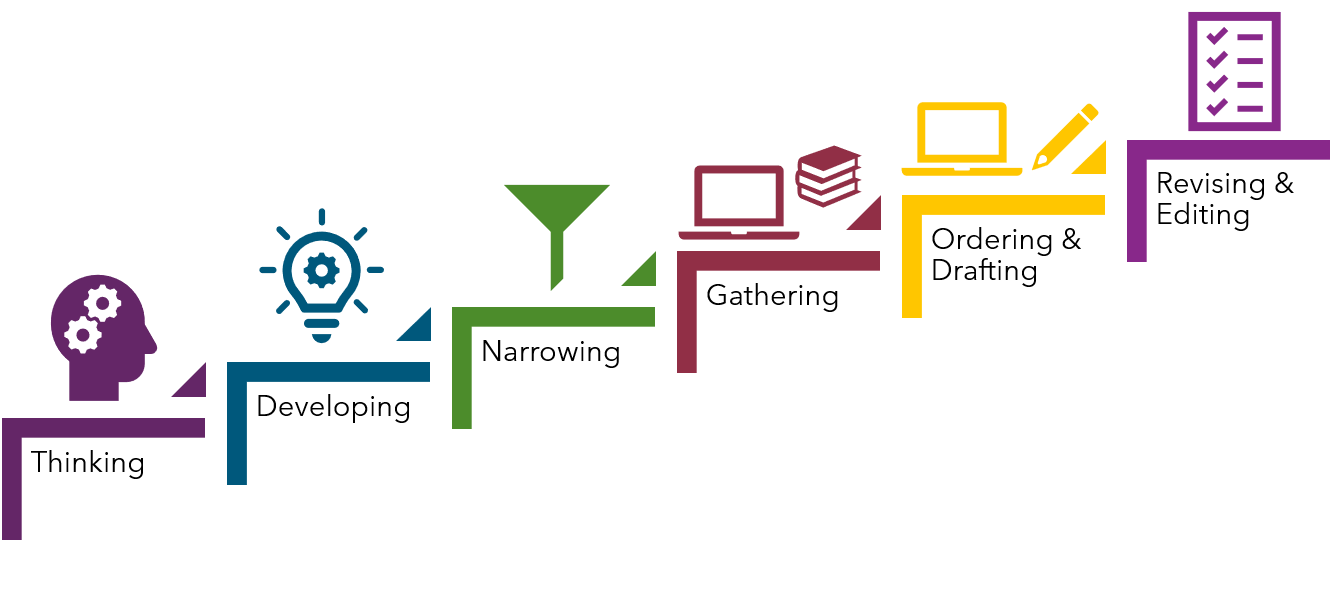 Thinking
Developing
Narrowing
Gathering
Ordering &
Drafting
Revising &
Editing